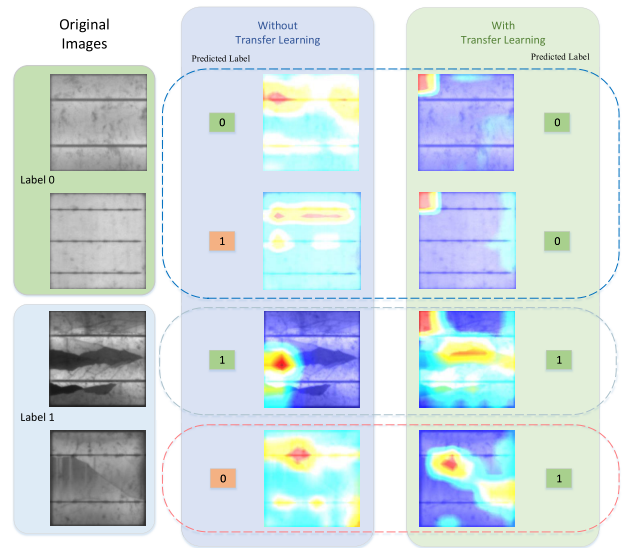 Original
Images
Without
Transfer Learning
With
Transfer Learning
Predicted Label
Predicted Label
Label 0
0
0
1
0
Label 1
1
1
0
1